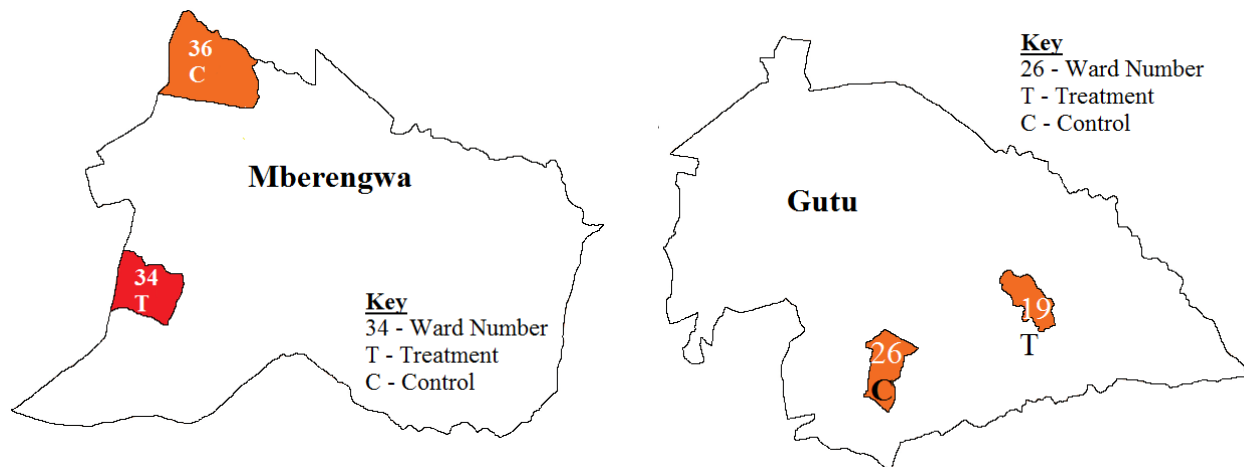 36
C
Mberengwa
34
T
Key
34 - Ward Number
T - Treatment
C - Control
Key
26 - Ward Number
T - Treatment
C - Control
Gutu
19
T
26
C